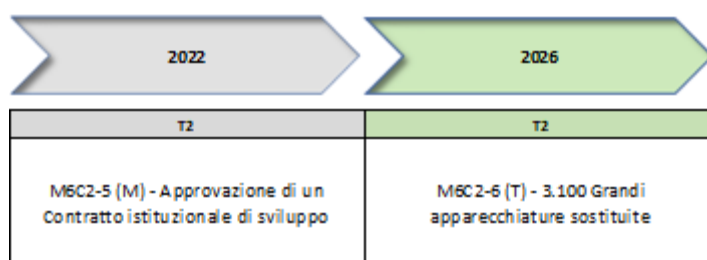 2022
2026
T2
T2
M6C2-5 (M) - Approvazione di un
Contratto istituzionale di sviluppo
M6C2-6 (T) - 3.100 Grandi
apparecchiature sostituite